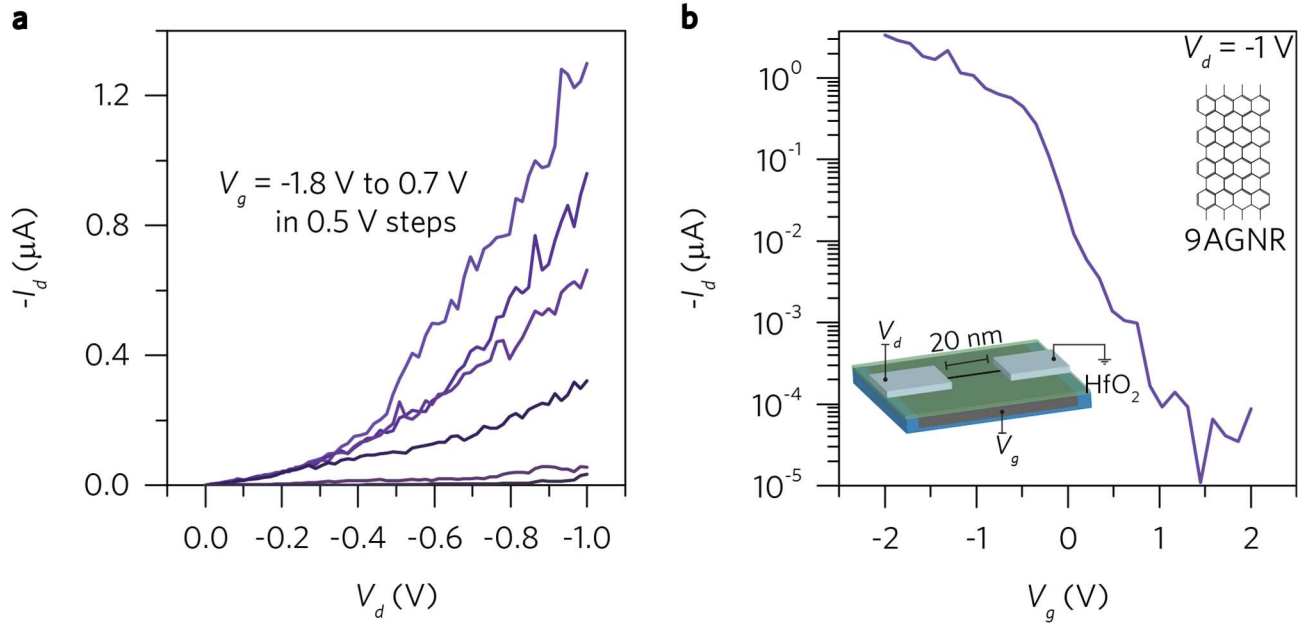 a
1.2
0.8
0.4
0.0
-I_d (μA)
V_g = -1.8 V to 0.7 V
in 0.5 V steps
0.0 -0.2 -0.4 -0.6 -0.8 -1.0
V_d (V)
b
10⁰
10⁻¹
10⁻²
10⁻³
10⁻⁴
10⁻⁵
-I_d (μA)
V_d = -1 V
9AGNR
V_d
20 nm
HfO₂
V_g
-2 -1 0 1 2
V_g (V)